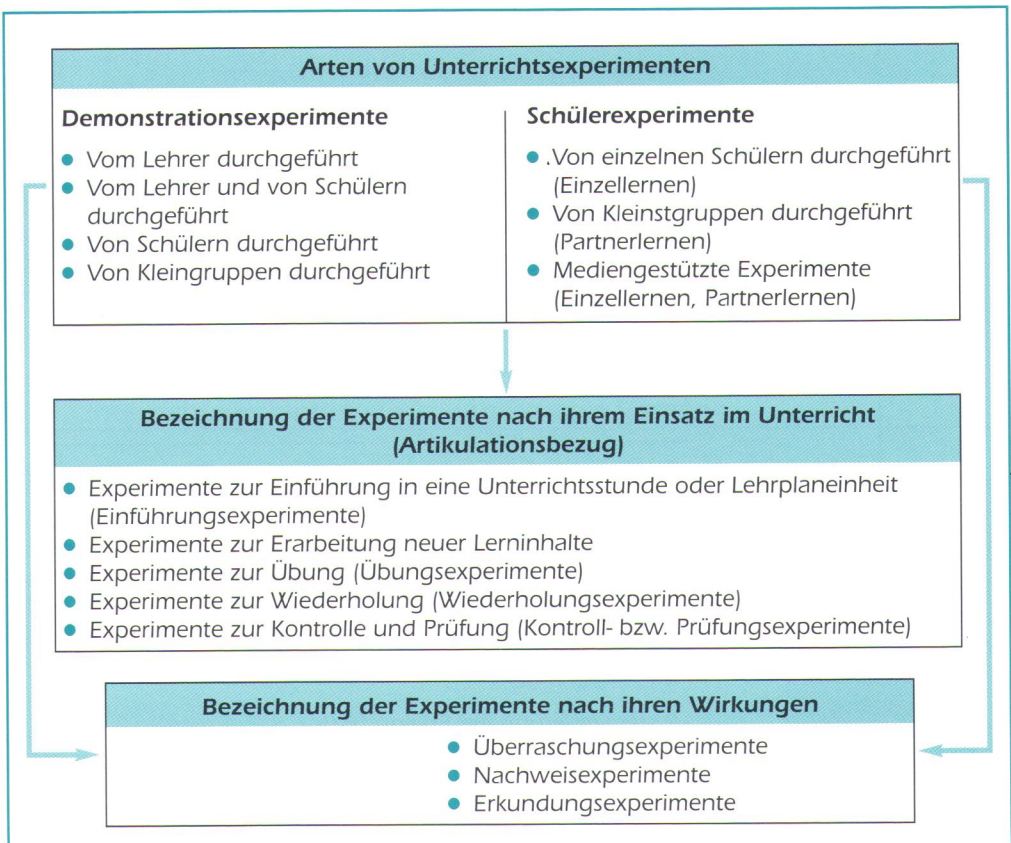 Arten von Unterrichtsexperimenten
Demonstrationsexperimente
● Vom Lehrer durchgeführt
● Vom Lehrer und von Schülern
durchgeführt
● Von Schülern durchgeführt
● Von Kleingruppen durchgeführt
Schülerexperimente
● .Von einzelnen Schülern durchgeführt
(Einzellernen)
● Von Kleinstgruppen durchgeführt
(Partnerlernen)
● Mediengestützte Experimente
(Einzellernen, Partnerlernen)
Bezeichnung der Experimente nach ihrem Einsatz im Unterricht
(Artikulationsbezug)
● Experimente zur Einführung in eine Unterrichtsstunde oder Lehrplaneinheit
(Einführungsexperimente)
● Experimente zur Erarbeitung neuer Lerninhalte
● Experimente zur Übung (Übungsexperimente)
● Experimente zur Wiederholung (Wiederholungsexperimente)
● Experimente zur Kontrolle und Prüfung (Kontroll- bzw. Prüfungsexperimente)
Bezeichnung der Experimente nach ihren Wirkungen
● Überraschungsexperimente
● Nachweisexperimente
● Erkundungsexperimente